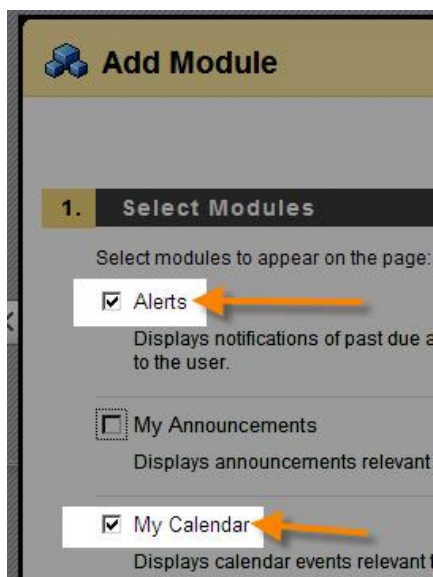 Add Module
1. Select Modules
Select modules to appear on the page:
Alerts
Displays notifications of past due a
to the user.
My Announcements
Displays announcements relevant
My Calendar
Displays calendar events relevant